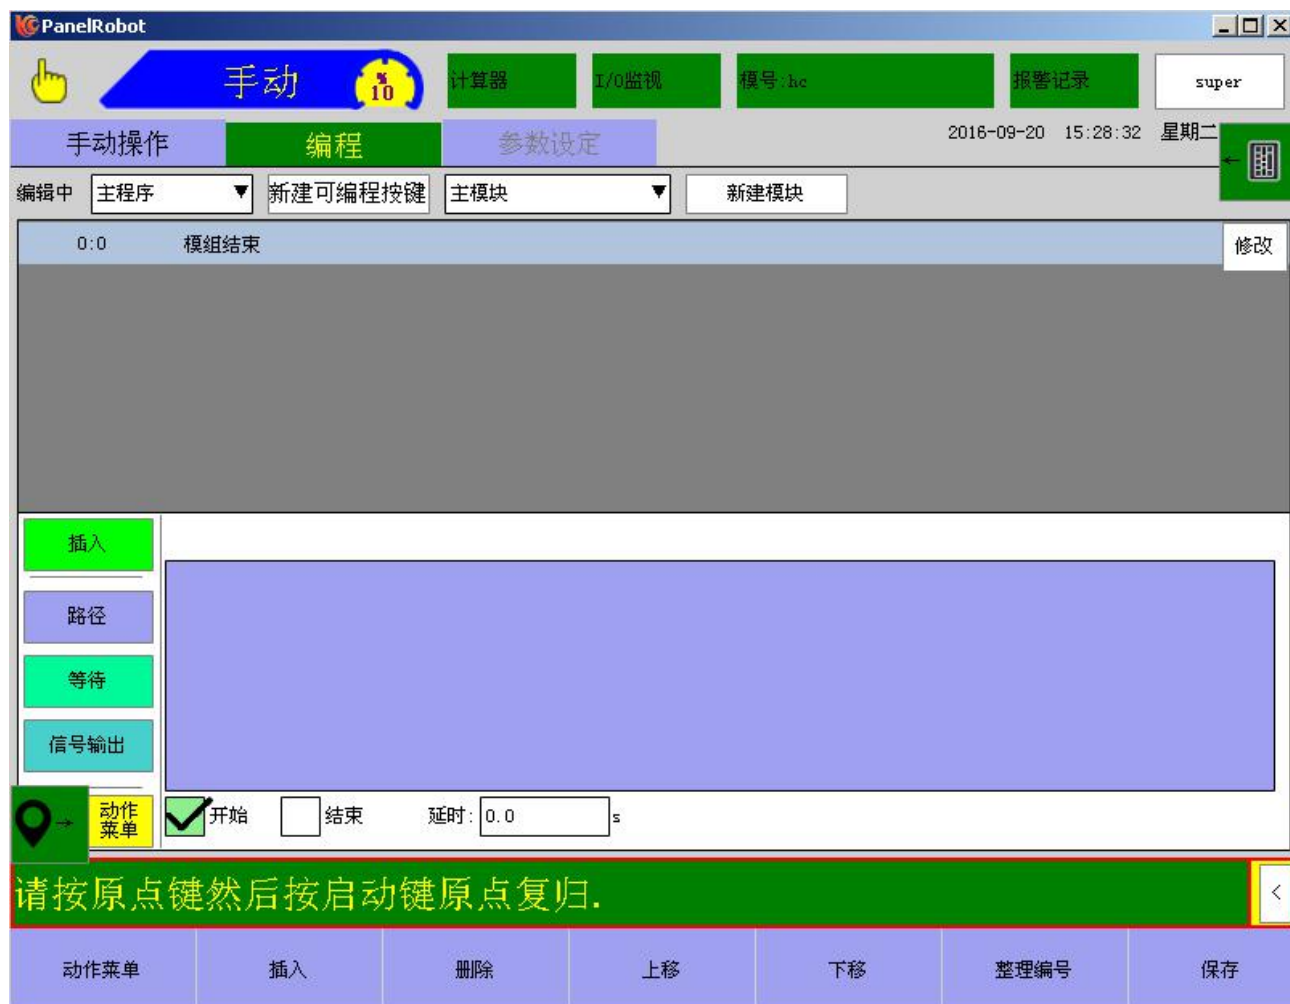 PanelRobot
手动
%
10
计算器
I/O监视
模号:hc
报警记录
super
手动操作
编程
参数设定
2016-09-20 15:28:32 星期二
编辑中
主程序
新建可编程按键
主模块
新建模块
0:0 模组结束
修改
插入
路径
等待
信号输出
动作
菜单
开始
结束
延时: 0.0 s
请按原点键然后按启动键原点复归.
<
动作菜单
插入
删除
上移
下移
整理编号
保存